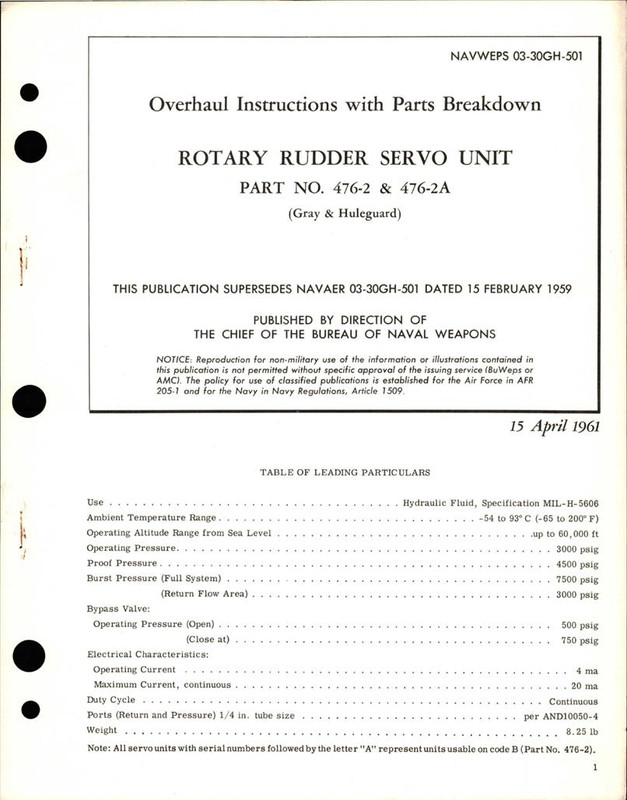 NAVWEPS 03-30GH-501
Overhaul Instructions with Parts Breakdown
ROTARY RUDDER SERVO UNIT
PART NO. 476-2 & 476-2A
(Gray & Huleguard)
THIS PUBLICATION SUPERSEDES NAVAER 03-30GH-501 DATED 15 FEBRUARY 1959
PUBLISHED BY DIRECTION OF
THE CHIEF OF THE BUREAU OF NAVAL WEAPONS
NOTICE: Reproduction for non-military use of the information or illustrations contained in
this publication is not permitted without specific approval of the issuing service (BuWeps or
AMC). The policy for use of classified publications is established for the Air Force in AFR
205-1 and for the Navy in Navy Regulations, Article 1509.
15 April 1961
TABLE OF LEADING PARTICULARS
Use . . . . . . . . . . Hydraulic Fluid, Specification MIL-H-5606
Ambient Temperature Range . . . . . . . . . . -54 to 93° C (-65 to 200° F)
Operating Altitude Range from Sea Level . . . . . . . . . . up to 60,000 ft
Operating Pressure . . . . . . . . . . 3000 psig
Proof Pressure . . . . . . . . . . 4500 psig
Burst Pressure (Full System) . . . . . . . . . . 7500 psig
(Return Flow Area) . . . . . . . . . . 3000 psig
Bypass Valve:
Operating Pressure (Open) . . . . . . . . . . 500 psig
(Close at) . . . . . . . . . . 750 psig
Electrical Characteristics:
Operating Current . . . . . . . . . . 4 ma
Maximum Current, continuous . . . . . . . . . . 20 ma
Duty Cycle . . . . . . . . . . Continuous
Ports (Return and Pressure) 1/4 in. tube size . . . . . . . . . . per AND10050-4
Weight . . . . . . . . . . 8.25 lb
Note: All servo units with serial numbers followed by the letter "A" represent units usable on code B (Part No. 476-2).
1